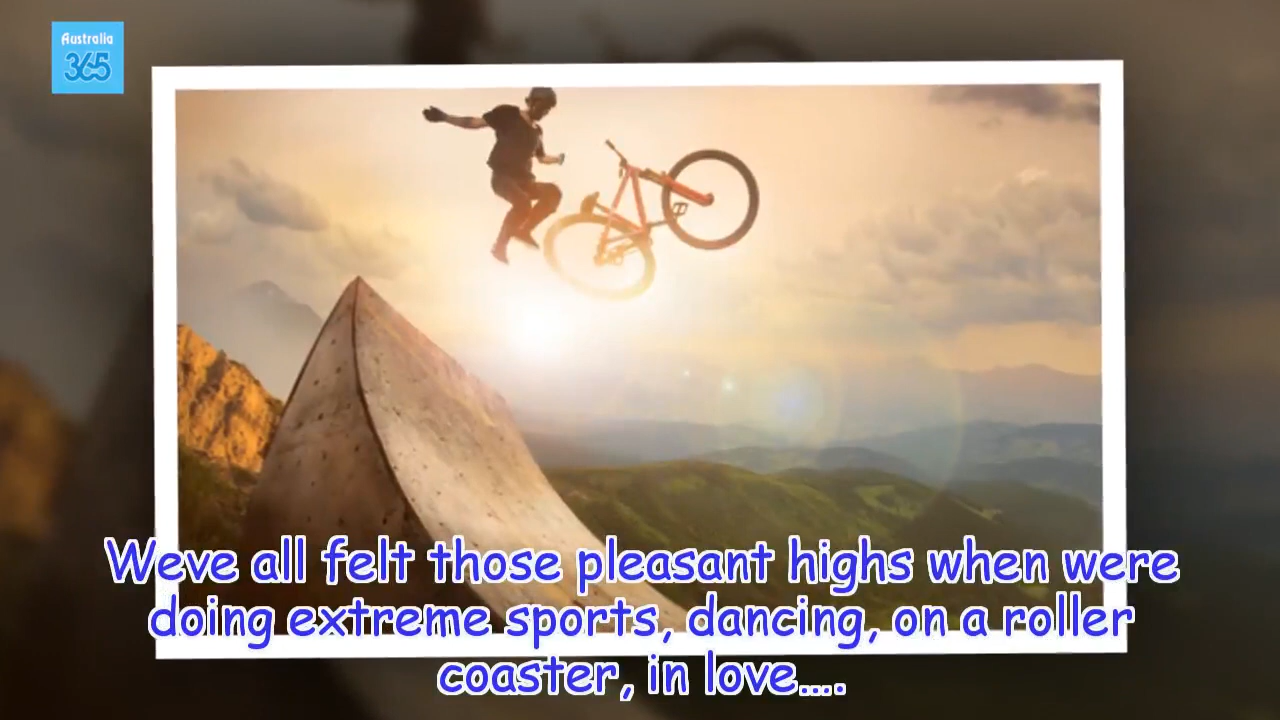 Australia
365
Weve all felt those pleasant highs when were
doing extreme sports, dancing, on a roller
coaster, in love....